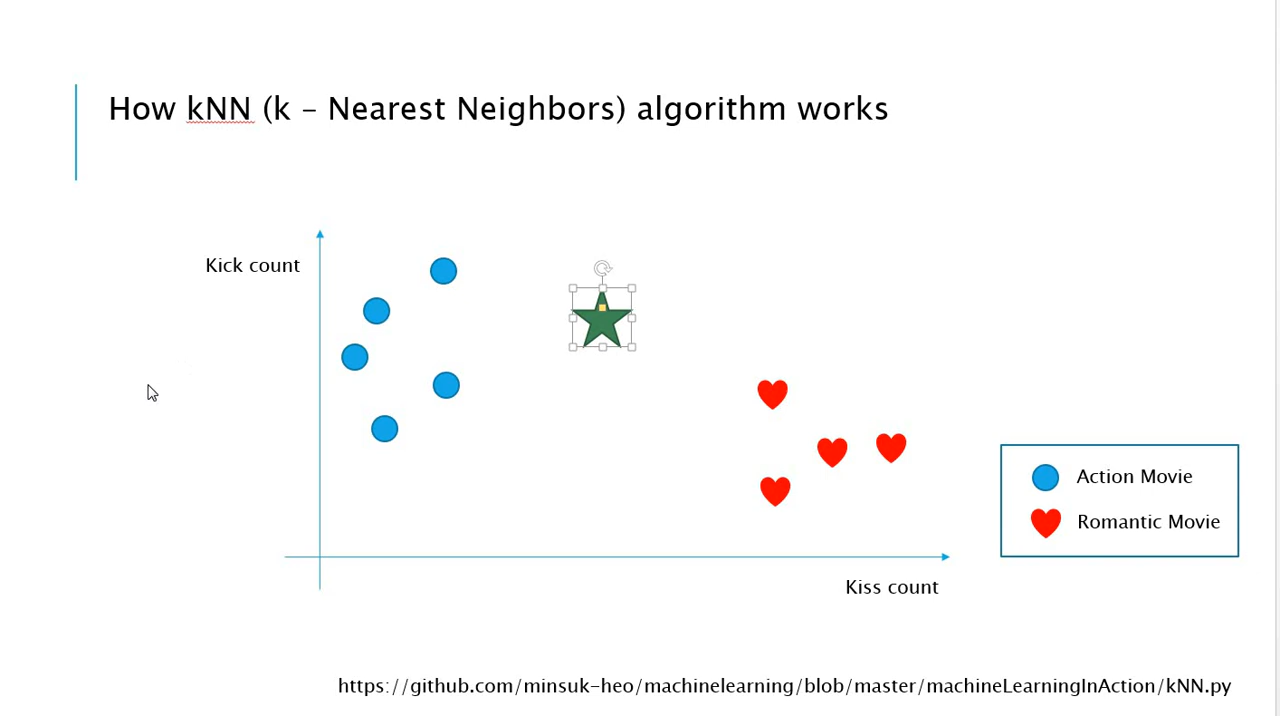 How kNN (k – Nearest Neighbors) algorithm works
Kick count
Action Movie
Romantic Movie
Kiss count
https://github.com/minsuk-heo/machinelearning/blob/master/machineLearningInAction/kNN.py